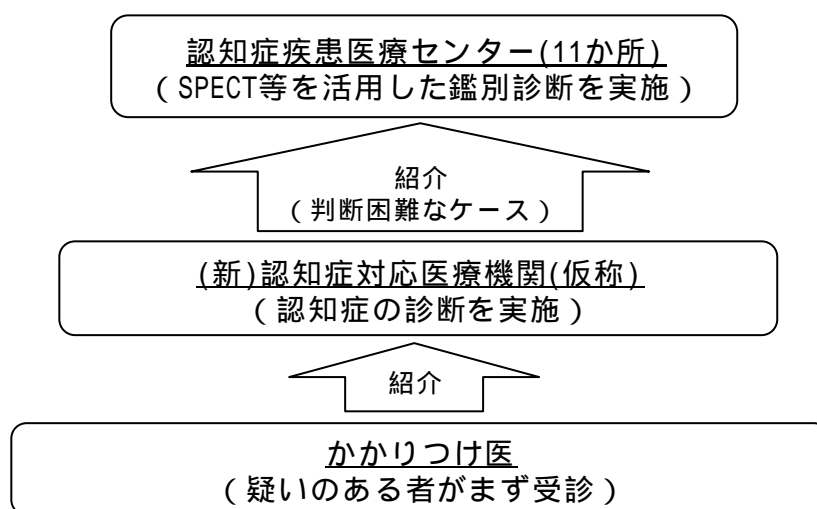 認知症疾患医療センター(11か所)
（SPECT等を活用した鑑別診断を実施）
紹介
（判断困難なケース）
(新)認知症対応医療機関(仮称)
（認知症の診断を実施）
紹介
かかりつけ医
（疑いのある者がまず受診）